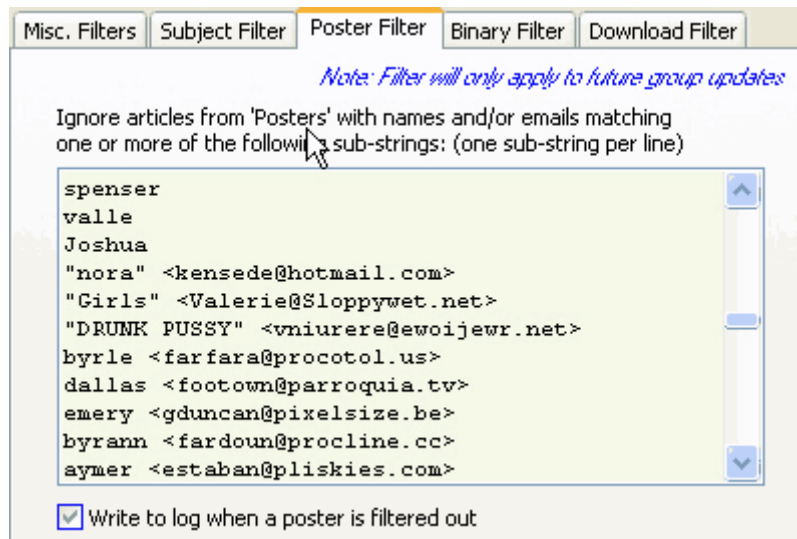 Misc. Filters Subject Filter Poster Filter Binary Filter Download Filter
Note: Filter will only apply to future group updates
Ignore articles from 'Posters' with names and/or emails matching
one or more of the following sub-strings: (one sub-string per line)
spenser
valle
Joshua
"nora" <kensede@hotmail.com>
"Girls" <Valerie@Sloppywet.net>
"DRUNK PUSSY" <vniurere@ewoijewr.net>
byrle <farfara@procotol.us>
dallas <footown@parroquia.tv>
emery <gduncan@pixelsize.be>
byrann <fardoun@procline.cc>
aymer <estaban@pliskies.com>
Write to log when a poster is filtered out